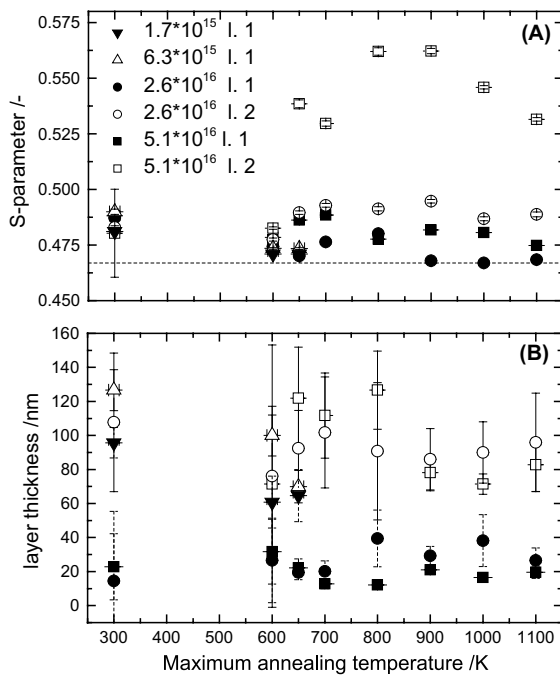 0.575
0.550
0.525
0.500
0.475
0.450
S-parameter /-
(A)
1.7*10^15 l. 1
6.3*10^15 l. 1
2.6*10^16 l. 1
2.6*10^16 l. 2
5.1*10^16 l. 1
5.1*10^16 l. 2
160
140
120
100
80
60
40
20
0
layer thickness /nm
(B)
300 400 500 600 700 800 900 1000 1100
Maximum annealing temperature /K